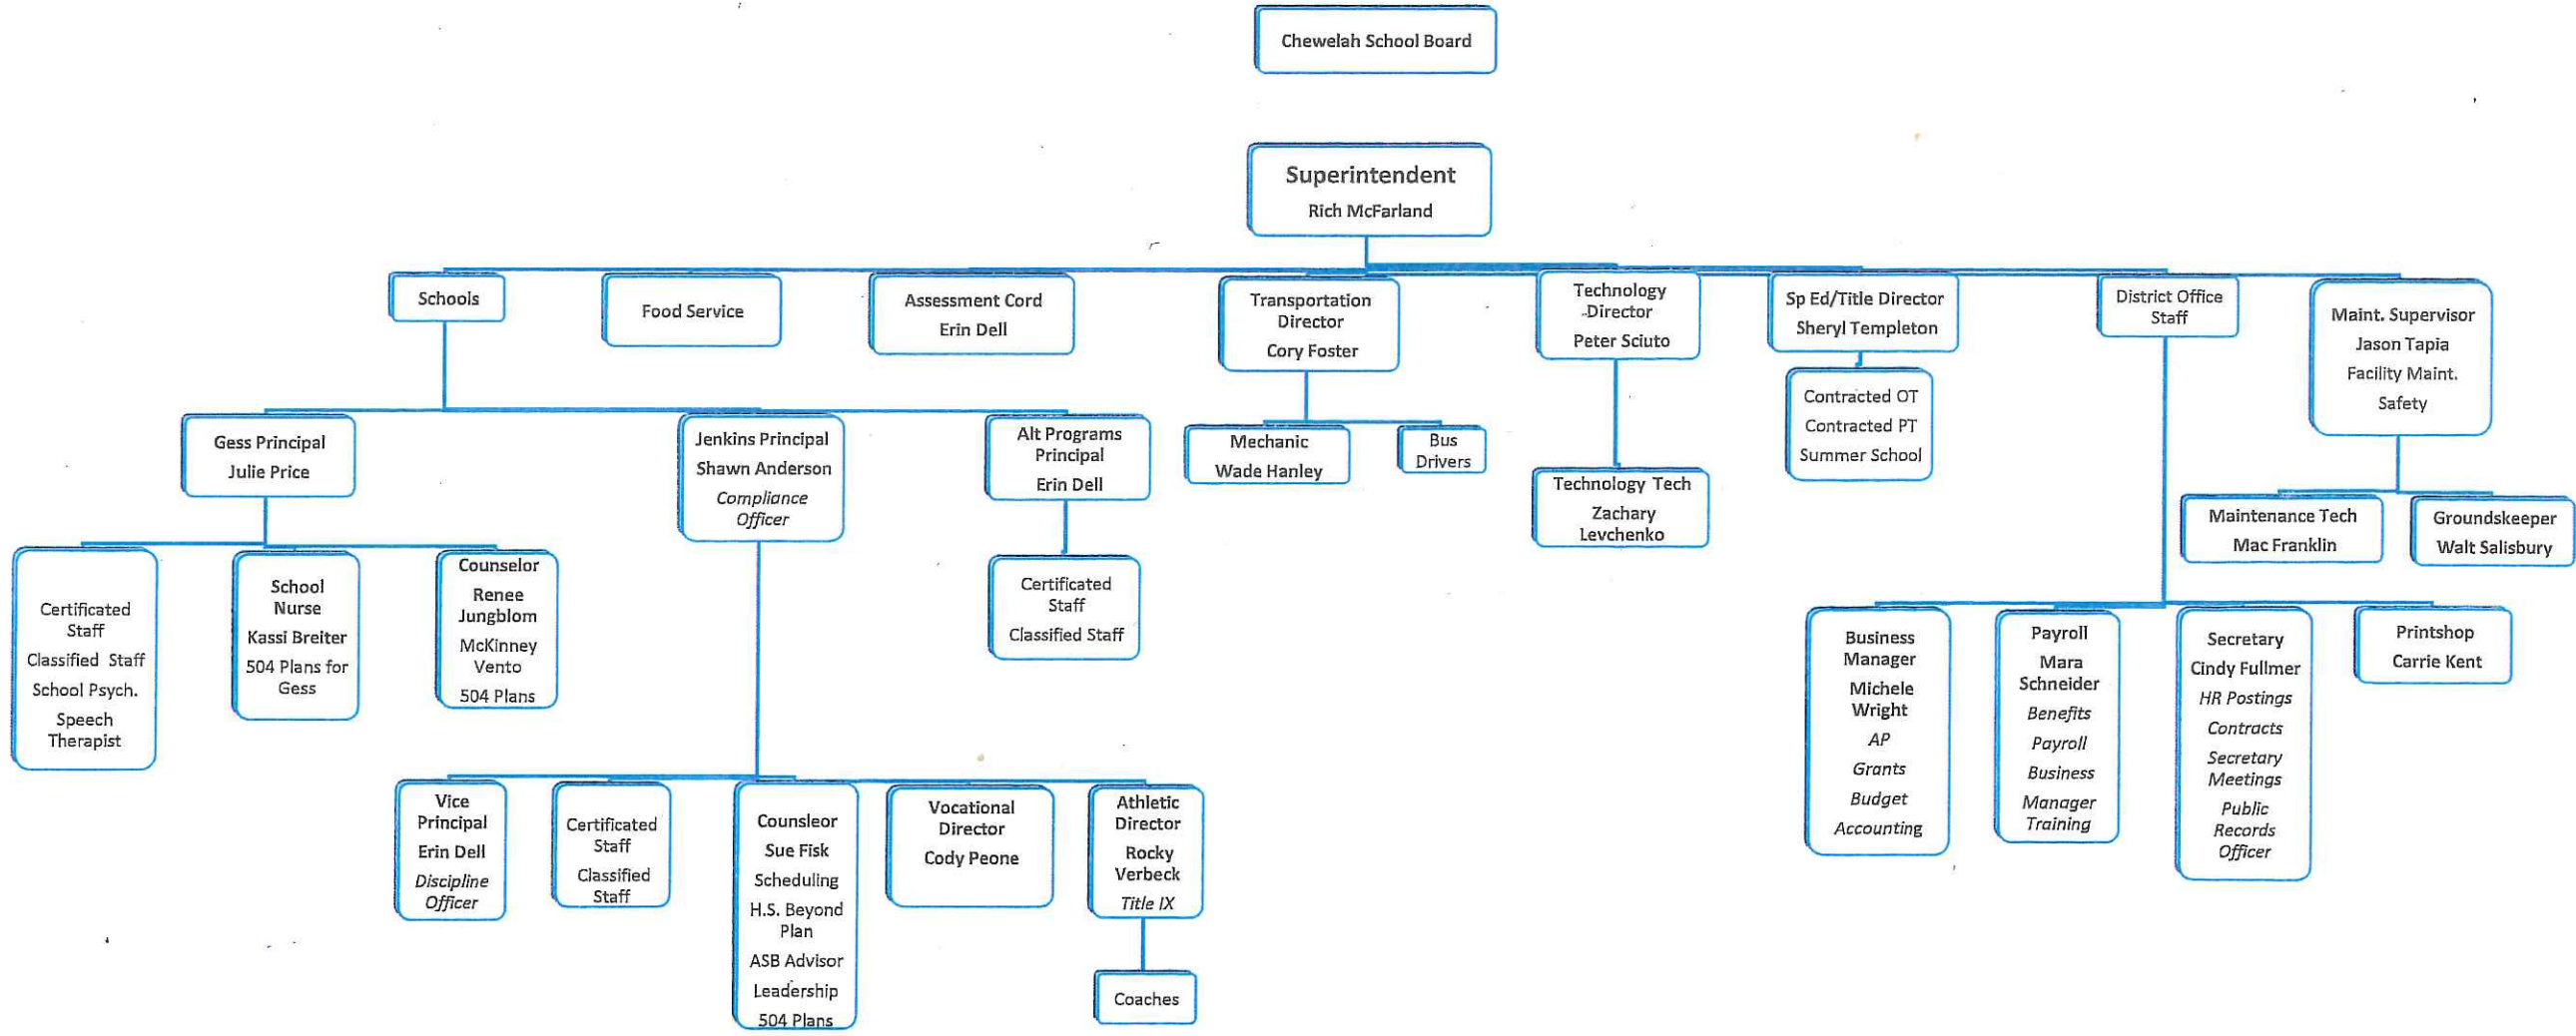 Chewelah School Board
Superintendent
Rich McFarland
Schools
Food Service
Assessment Cord
Erin Dell
Transportation
Director
Cory Foster
Technology
Director
Peter Sciuto
Sp Ed/Title Director
Sheryl Templeton
District Office
Staff
Maint. Supervisor
Jason Tapia
Facility Maint.
Safety
Contracted OT
Contracted PT
Summer School
Gess Principal
Julie Price
Jenkins Principal
Shawn Anderson
Compliance
Officer
Alt Programs
Principal
Erin Dell
Mechanic
Wade Hanley
Bus
Drivers
Technology Tech
Zachary
Levchenko
Maintenance Tech
Mac Franklin
Groundskeeper
Walt Salisbury
Certificated
Staff
Classified Staff
School Psych.
Speech
Therapist
School
Nurse
Kassi Breiter
504 Plans for
Gess
Counselor
Renee
Jungblom
McKinney
Vento
504 Plans
Certificated
Staff
Classified Staff
Business
Manager
Michele
Wright
AP
Grants
Budget
Accounting
Payroll
Mara
Schneider
Benefits
Payroll
Business
Manager
Training
Secretary
Cindy Fullmer
HR Postings
Contracts
Secretary
Meetings
Public
Records
Officer
Printshop
Carrie Kent
Vice
Principal
Erin Dell
Discipline
Officer
Certificated
Staff
Classified
Staff
Counsleor
Sue Fisk
Scheduling
H.S. Beyond
Plan
ASB Advisor
Leadership
504 Plans
Vocational
Director
Cody Peone
Athletic
Director
Rocky
Verbeck
Title IX
Coaches